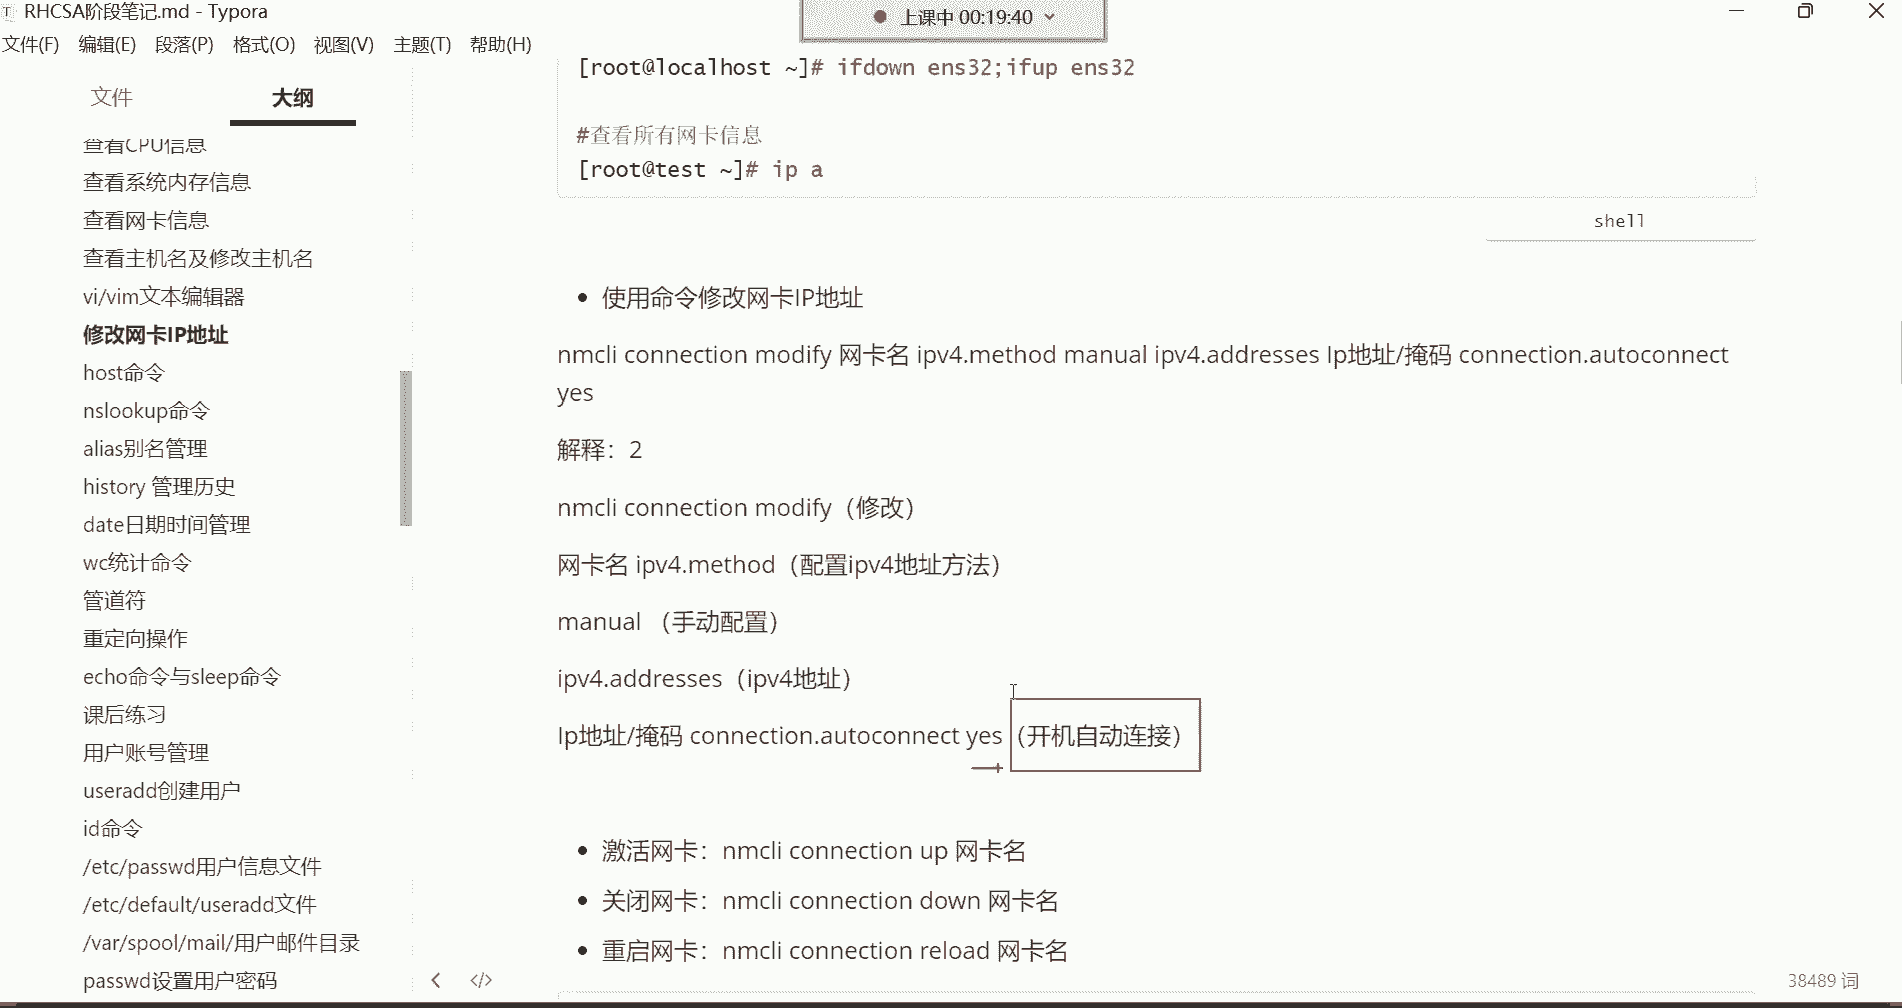 RHCSA阶段笔记.md - Typora
上课中 00:19:40
文件(F) 编辑(E) 段落(P) 格式(O) 视图(V) 主题(T) 帮助(H)
文件 大纲
查看CPU信息
查看系统内存信息
查看网卡信息
查看主机名及修改主机名
vi/vim文本编辑器
修改网卡IP地址
host命令
nslookup命令
alias别名管理
history 管理历史
date日期时间管理
wc统计命令
管道符
重定向操作
echo命令与sleep命令
课后练习
用户账号管理
useradd创建用户
id命令
/etc/passwd用户信息文件
/etc/default/useradd文件
/var/spool/mail/用户邮件目录
passwd设置用户密码
[root@localhost ~]# ifdown ens32;ifup ens32
#查看所有网卡信息
[root@test ~]# ip a
shell
使用命令修改网卡IP地址
nmcli connection modify 网卡名 ipv4.method manual ipv4.addresses Ip地址/掩码 connection.autoconnect
yes
解释：2
nmcli connection modify（修改）
网卡名 ipv4.method（配置ipv4地址方法）
manual （手动配置）
ipv4.addresses（ipv4地址）
Ip地址/掩码 connection.autoconnect yes（开机自动连接）
激活网卡：nmcli connection up 网卡名
关闭网卡：nmcli connection down 网卡名
重启网卡：nmcli connection reload 网卡名
38489 词